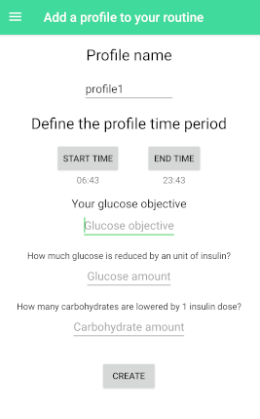 Add a profile to your routine
Profile name
profile1
Define the profile time period
START TIME END TIME
06:43 23:43
Your glucose objective
Glucose objective
How much glucose is reduced by an unit of insulin?
Glucose amount
How many carbohydrates are lowered by 1 insulin dose?
Carbohydrate amount
CREATE